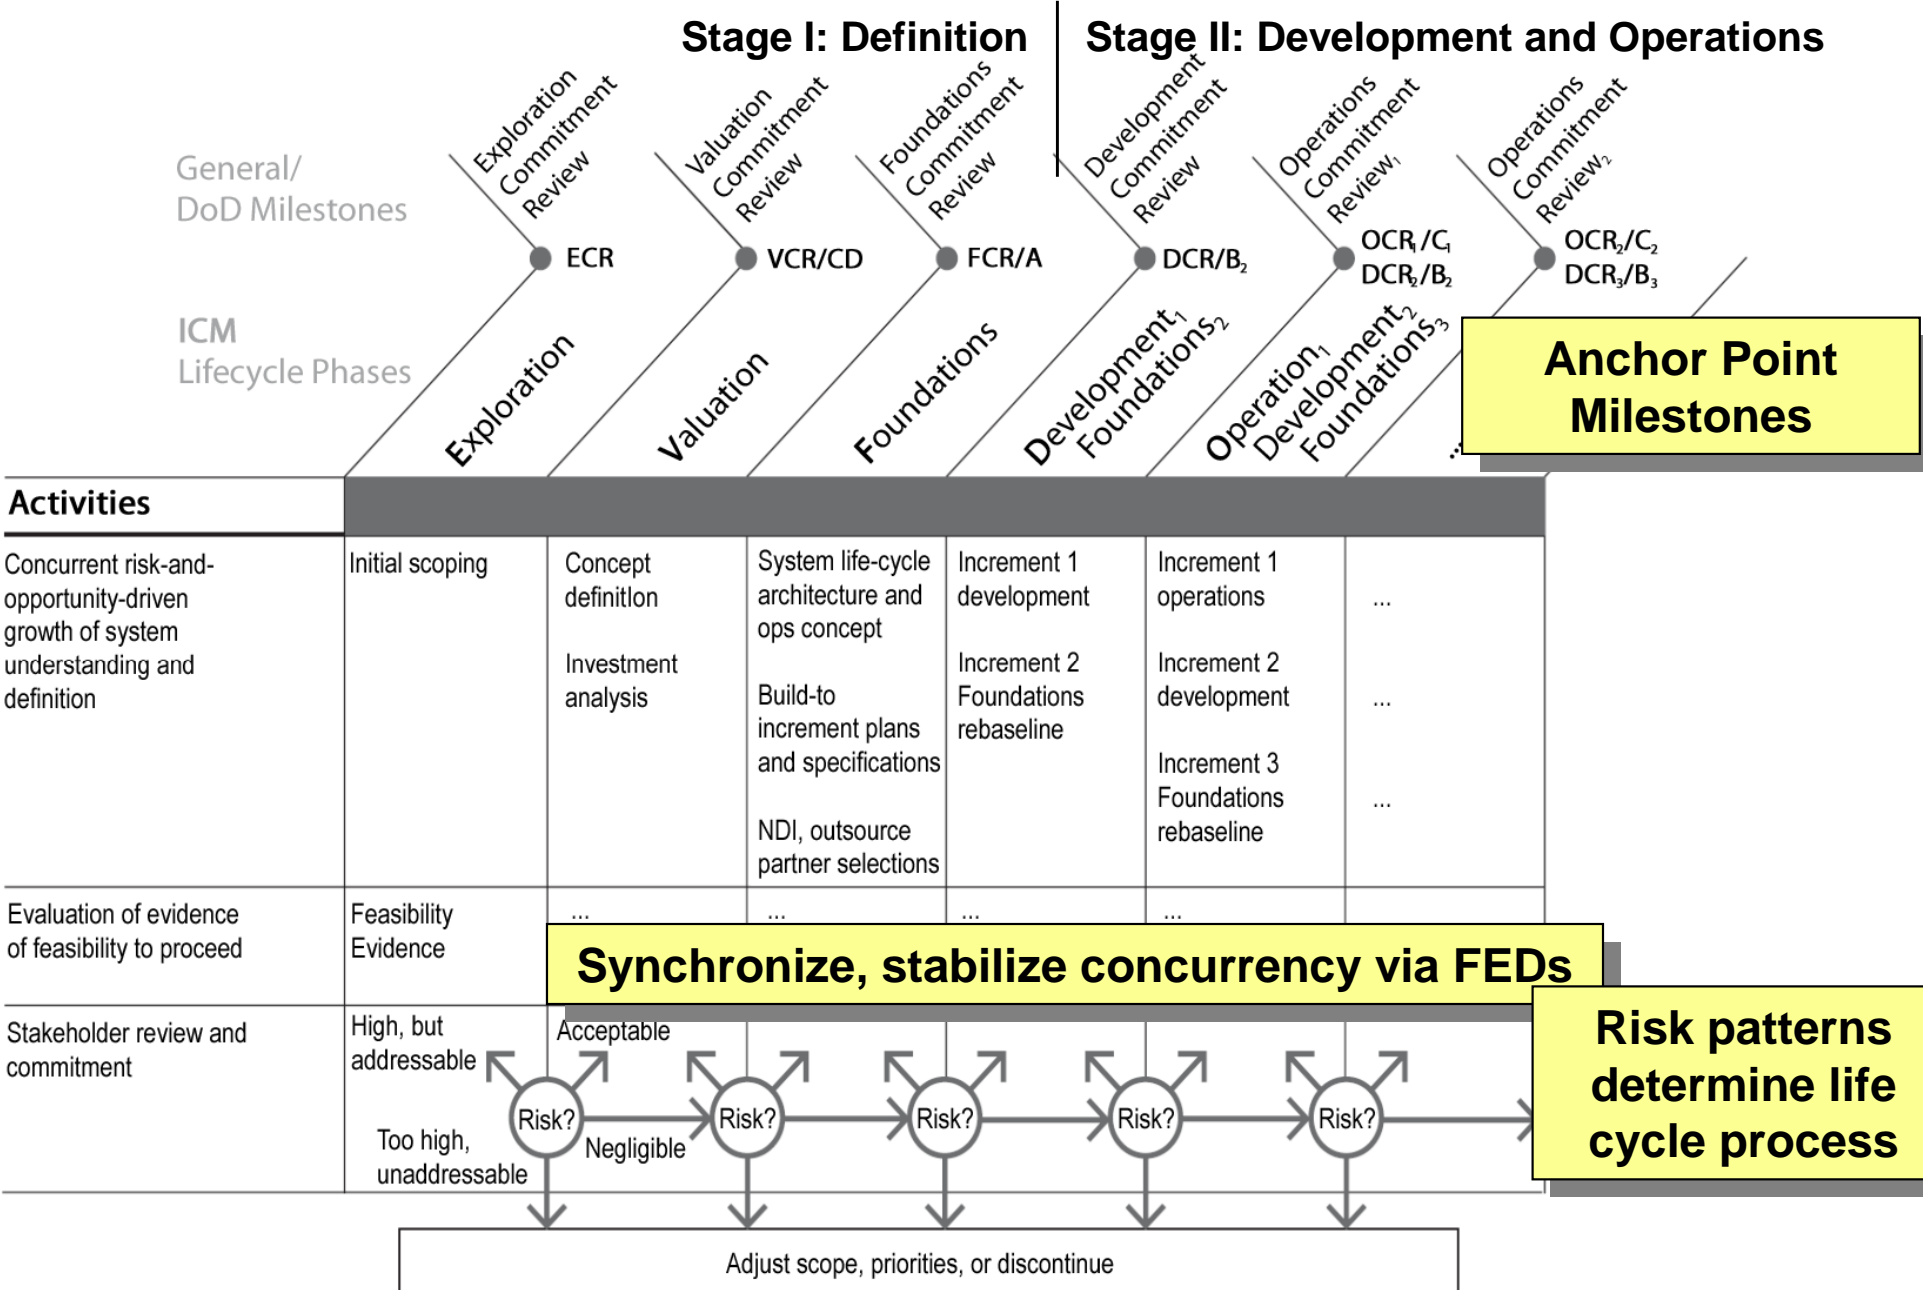 Stage I: Definition
Stage II: Development and Operations
General/
DoD Milestones
Exploration
Commitment
Review
Valuation
Commitment
Review
Foundations
Commitment
Review
Development
Commitment
Review
Operations
Commitment
Review₁
Operations
Commitment
Review₂
ECR
VCR/CD
FCR/A
DCR/B₂
OCR₁/C₁
DCR₂/B₂
OCR₂/C₂
DCR₃/B₃
ICM
Lifecycle Phases
Exploration
Valuation
Foundations
Development₁
Foundations₂
Operation₁
Development₂
Foundations₃
Anchor Point
Milestones
Activities
Concurrent risk-and-
opportunity-driven
growth of system
understanding and
definition
Initial scoping
Concept
definitIon
Investment
analysis
System life-cycle
architecture and
ops concept
Build-to
increment plans
and specifications
NDI, outsource
partner selections
Increment 1
development
Increment 2
Foundations
rebaseline
Increment 1
operations
Increment 2
development
Increment 3
Foundations
rebaseline
...
...
...
Evaluation of evidence
of feasibility to proceed
Feasibility
Evidence
...
...
...
...
Synchronize, stabilize concurrency via FEDs
Stakeholder review and
commitment
High, but
addressable
Acceptable
Too high,
unaddressable
Negligible
Risk?
Risk?
Risk?
Risk?
Risk?
Risk patterns
determine life
cycle process
Adjust scope, priorities, or discontinue